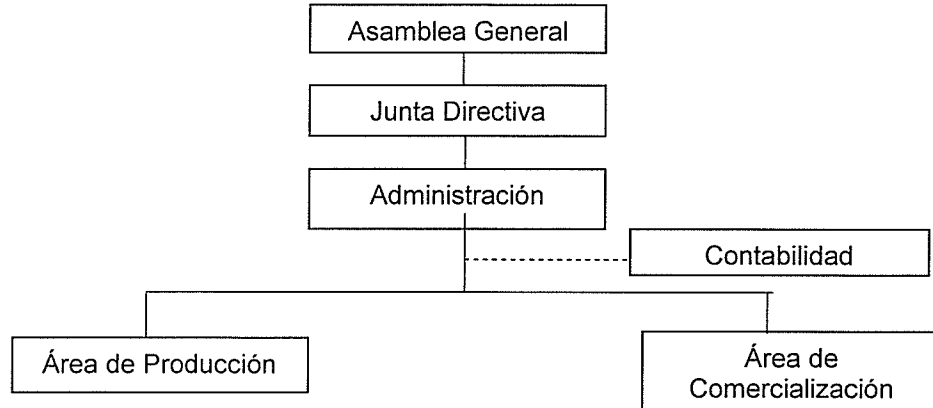 Asamblea General
Junta Directiva
Administración
Contabilidad
Área de Producción
Área de
Comercialización